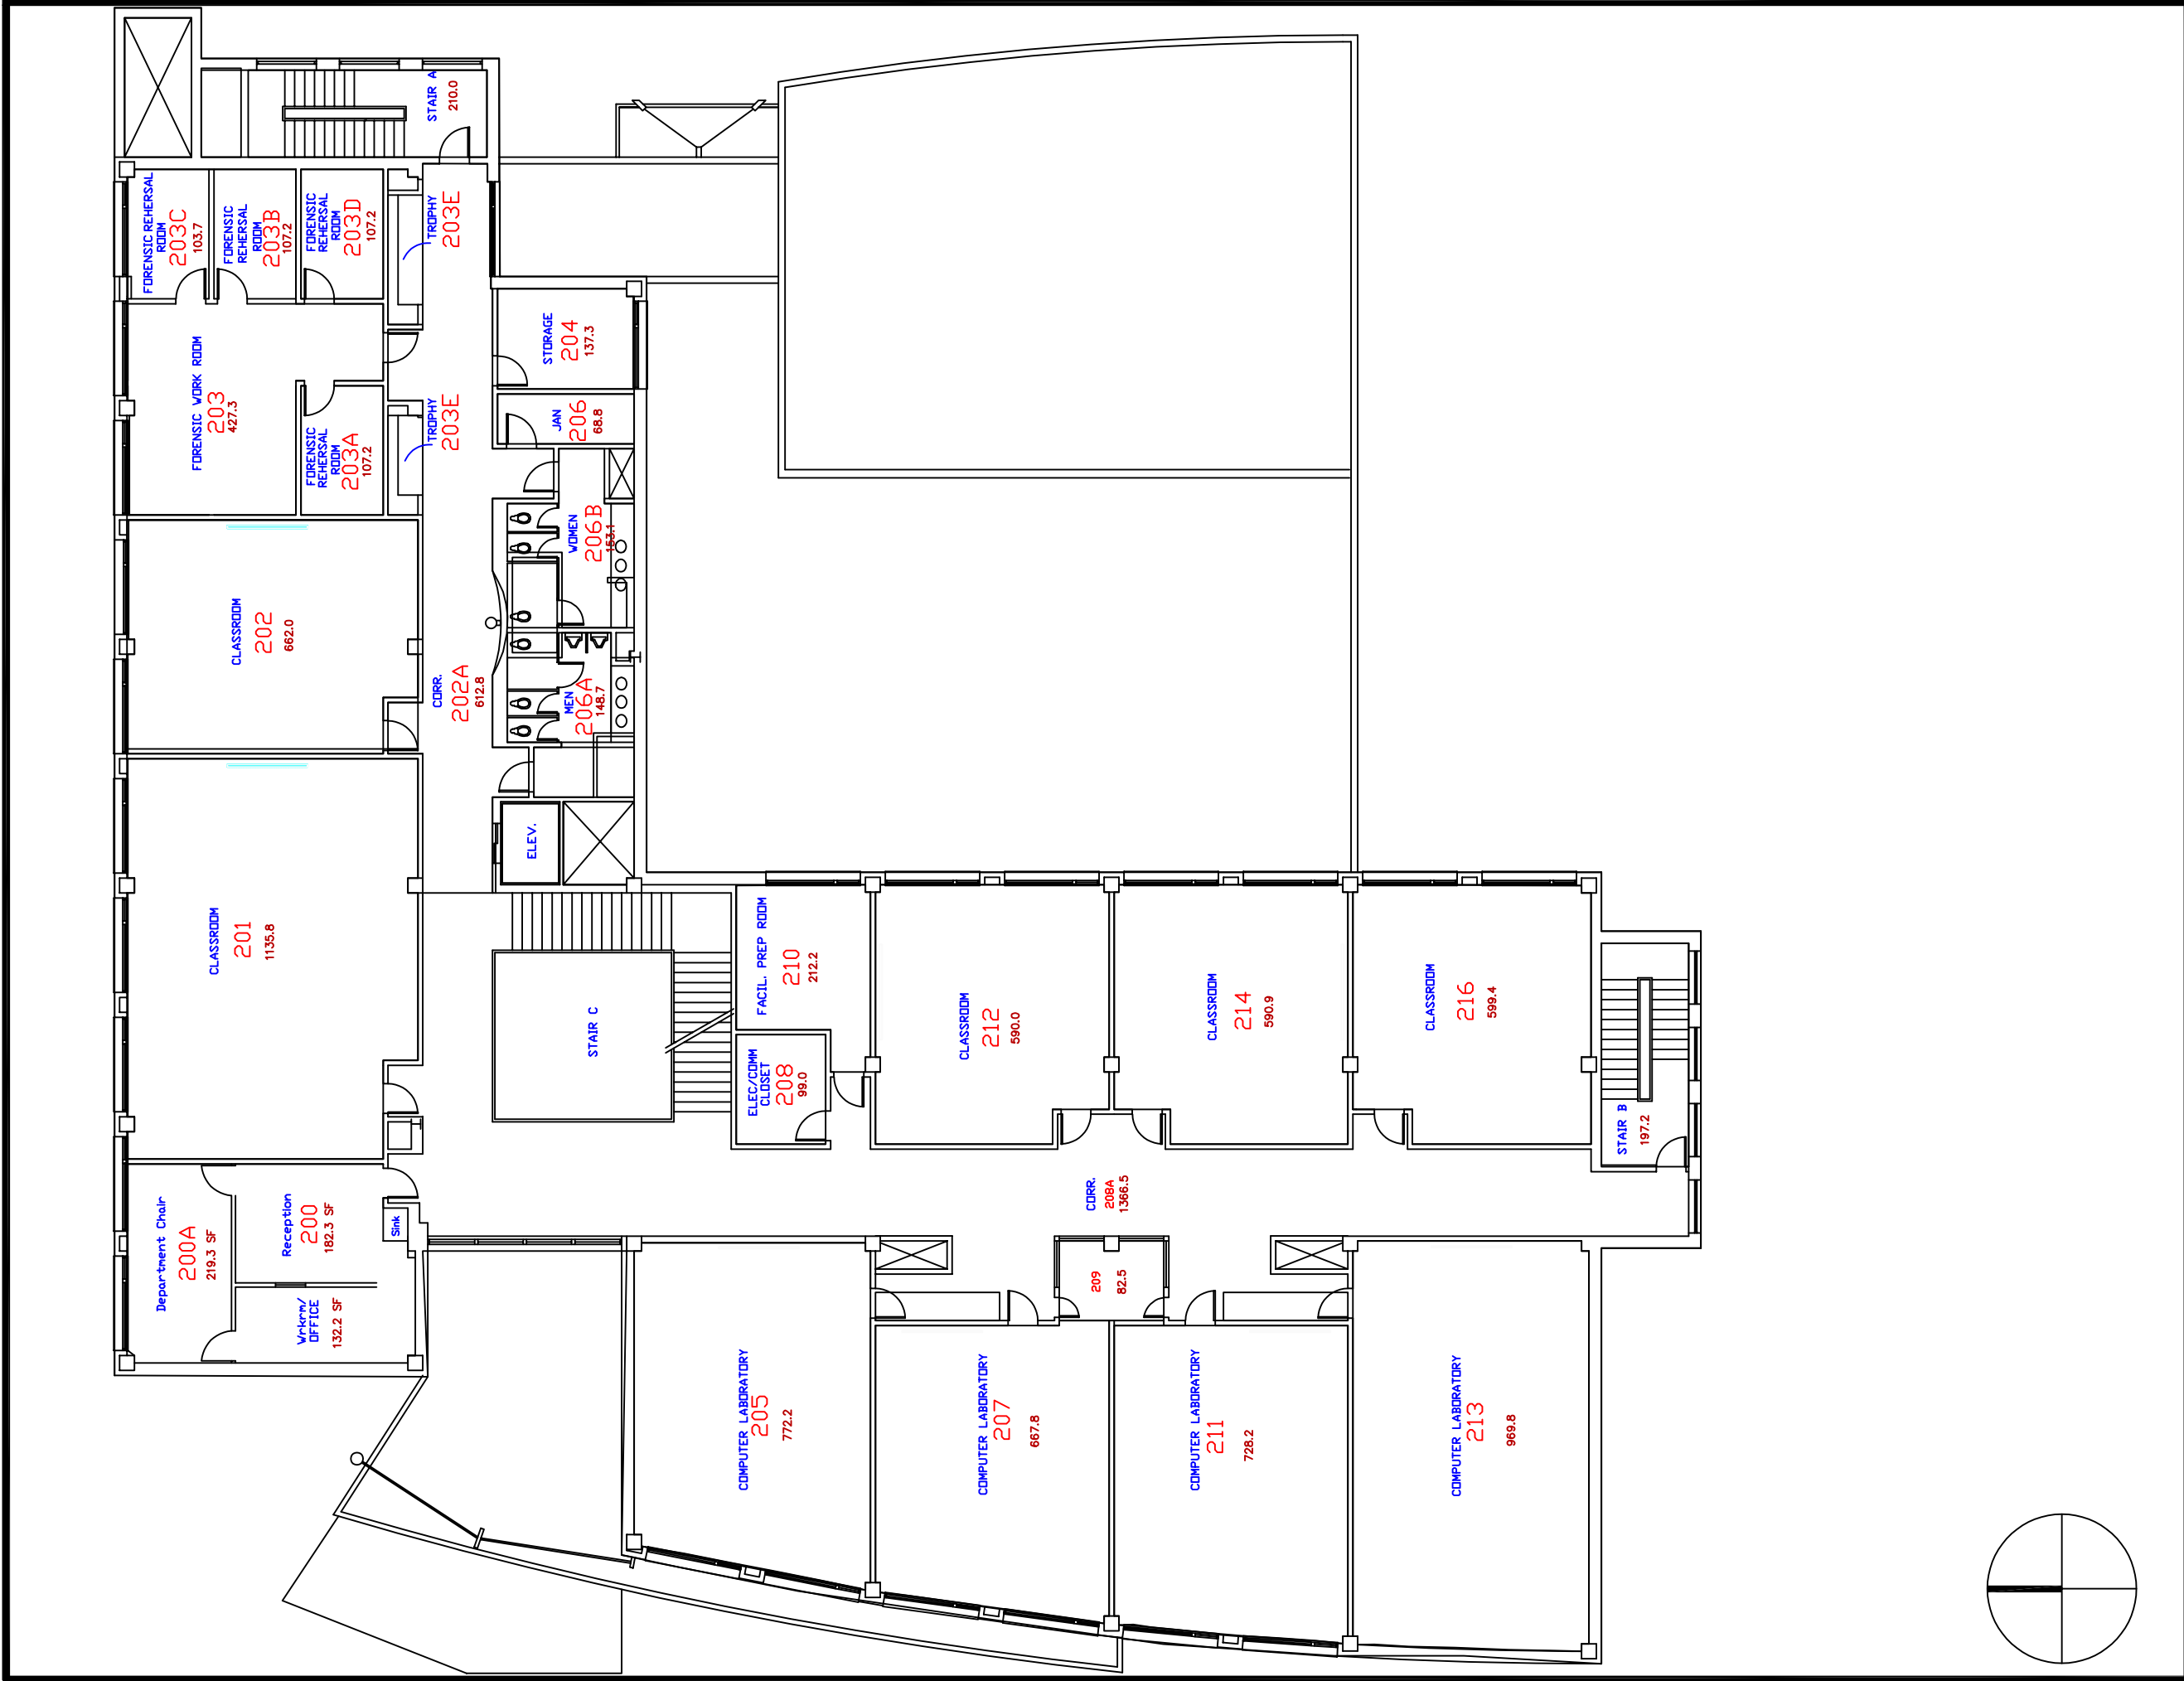 STAIR A
210.0
FORENSIC REHERSAL
ROOM
203C
103.7
FORENSIC
REHERSAL
ROOM
203B
107.2
FORENSIC
REHERSAL
ROOM
203D
107.2
TROPHY
203E
FORENSIC WORK ROOM
203
427.3
FORENSIC
REHERSAL
ROOM
203A
107.2
TROPHY
203E
STORAGE
204
137.3
JAN
206
68.8
WOMEN
206B
153.1
MEN
206A
148.7
CLASSROOM
202
662.0
CORR.
202A
612.8
ELEV.
CLASSROOM
201
1135.8
STAIR C
FACIL. PREP ROOM
210
212.2
ELEC/COMM
CLOSET
208
99.0
CLASSROOM
212
590.0
CLASSROOM
214
590.9
CLASSROOM
216
599.4
STAIR B
197.2
Department Chair
200A
219.3 SF
Reception
200
182.3 SF
Sink
Wrkrm/
OFFICE
132.2 SF
CORR.
208A
1366.5
209
82.5
COMPUTER LABORATORY
205
772.2
COMPUTER LABORATORY
207
667.8
COMPUTER LABORATORY
211
728.2
COMPUTER LABORATORY
213
969.8